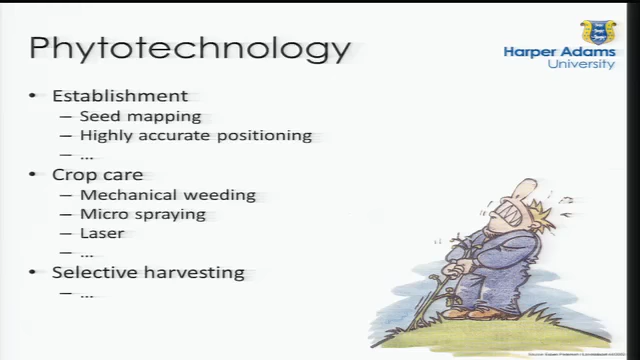 Phytotechnology
Harper Adams
University
• Establishment
– Seed mapping
– Highly accurate positioning
– ...
• Crop care
– Mechanical weeding
– Micro spraying
– Laser
– ...
• Selective harvesting
– ...